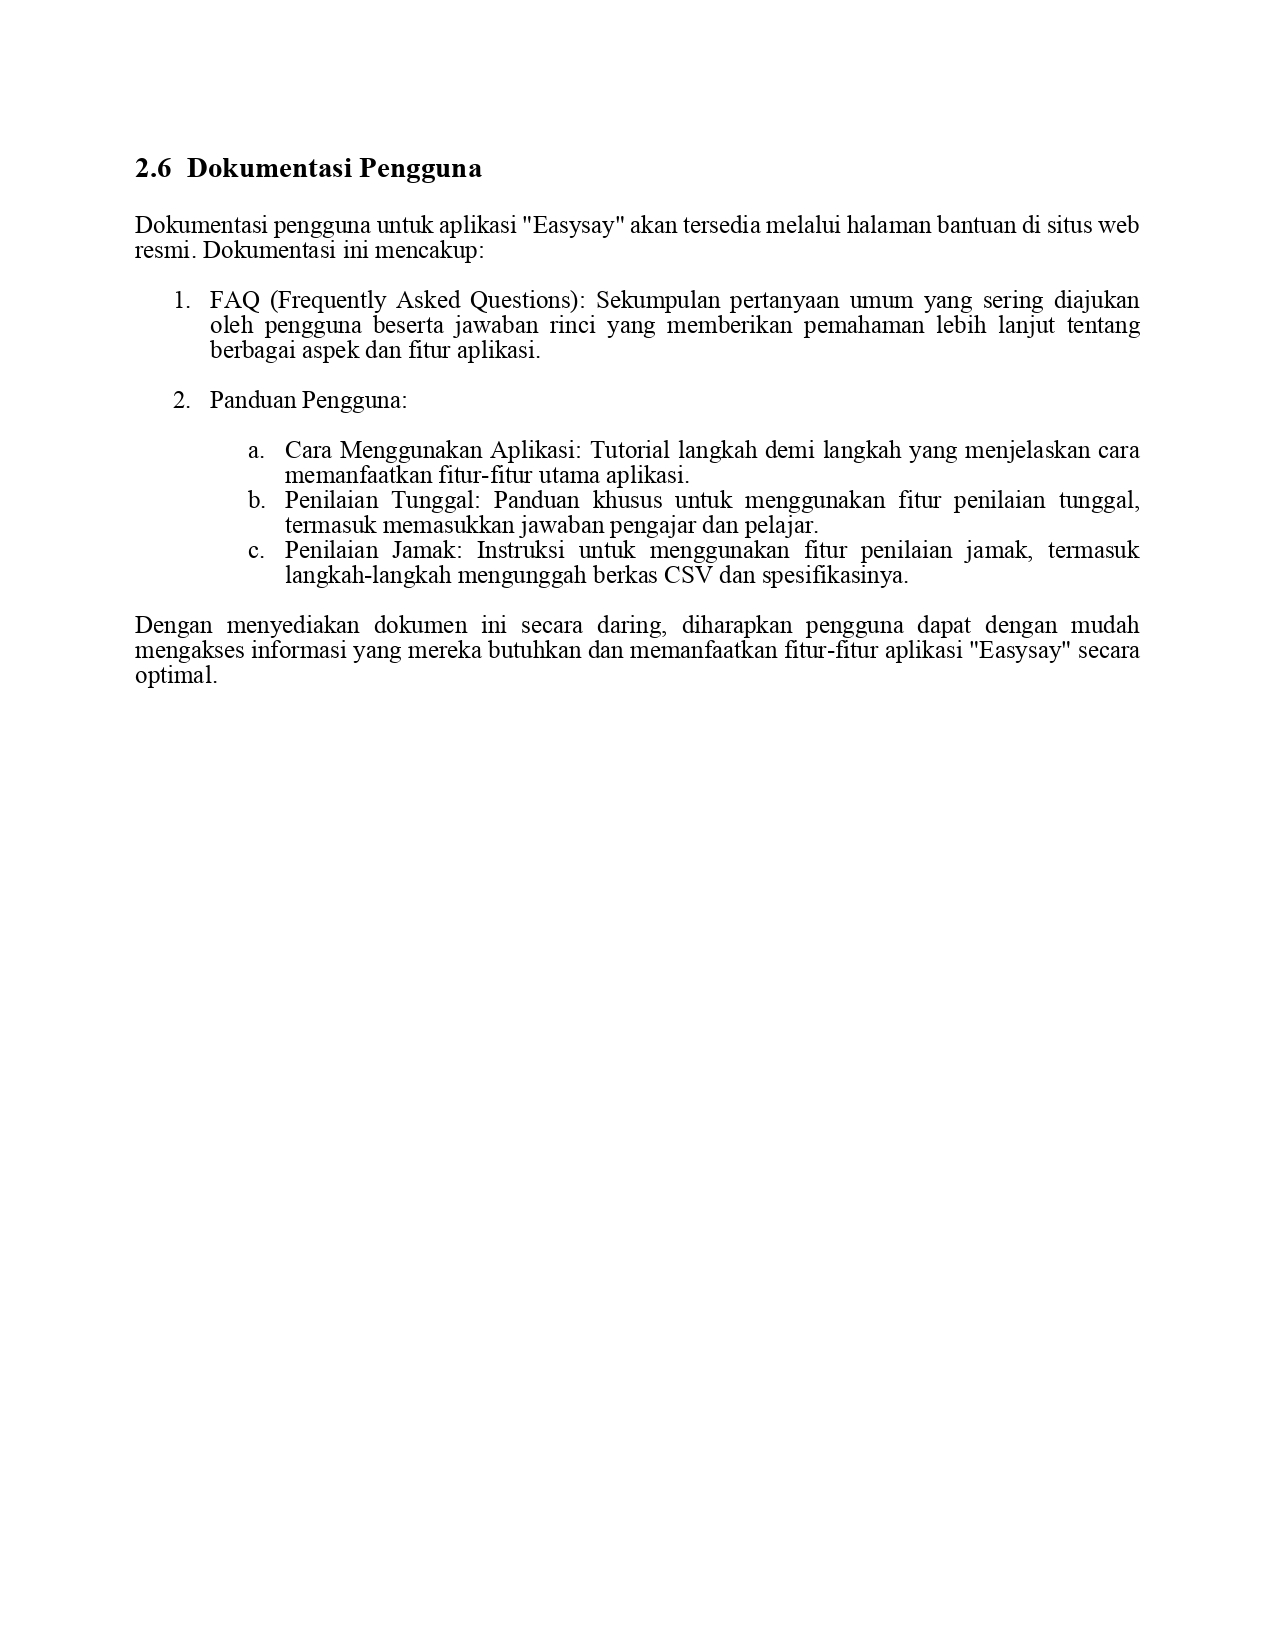 2.6 Dokumentasi Pengguna
Dokumentasi pengguna untuk aplikasi "Easysay" akan tersedia melalui halaman bantuan di situs web
resmi. Dokumentasi ini mencakup:
1. FAQ (Frequently Asked Questions): Sekumpulan pertanyaan umum yang sering diajukan
oleh pengguna beserta jawaban rinci yang memberikan pemahaman lebih lanjut tentang
berbagai aspek dan fitur aplikasi.
2. Panduan Pengguna:
a. Cara Menggunakan Aplikasi: Tutorial langkah demi langkah yang menjelaskan cara
memanfaatkan fitur-fitur utama aplikasi.
b. Penilaian Tunggal: Panduan khusus untuk menggunakan fitur penilaian tunggal,
termasuk memasukkan jawaban pengajar dan pelajar.
c. Penilaian Jamak: Instruksi untuk menggunakan fitur penilaian jamak, termasuk
langkah-langkah mengunggah berkas CSV dan spesifikasinya.
Dengan menyediakan dokumen ini secara daring, diharapkan pengguna dapat dengan mudah
mengakses informasi yang mereka butuhkan dan memanfaatkan fitur-fitur aplikasi "Easysay" secara
optimal.